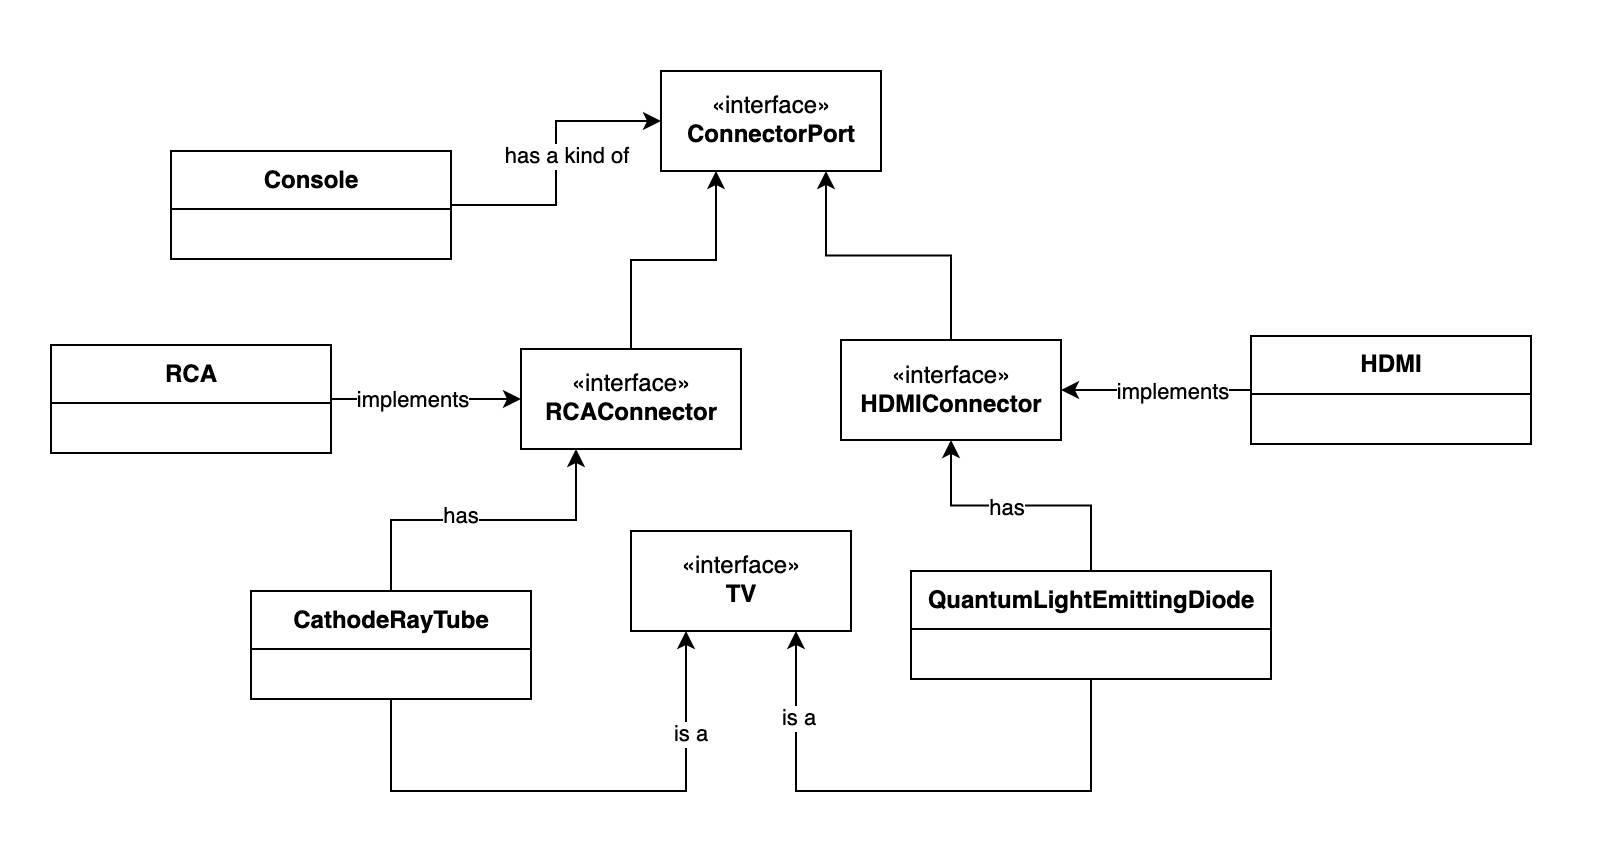 «interface»
ConnectorPort
has a kind of
Console
RCA
implements
«interface»
RCAConnector
«interface»
HDMIConnector
implements
HDMI
has
has
«interface»
TV
CathodeRayTube
QuantumLightEmittingDiode
is a
is a